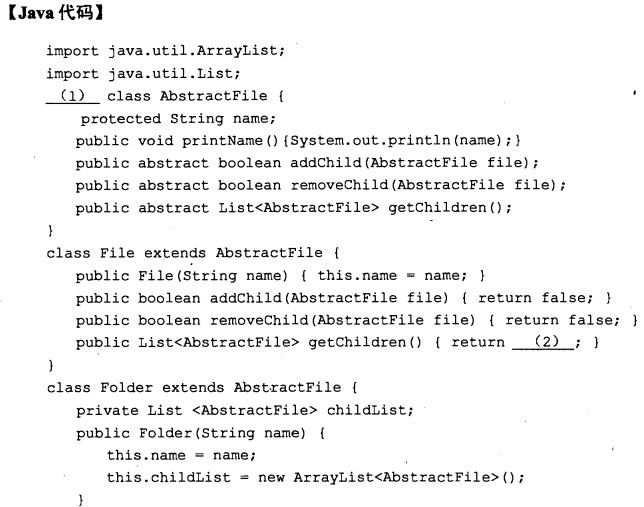 【Java 代码】
import java.util.ArrayList;
import java.util.List;
(1) class AbstractFile {
protected String name;
public void printName(){System.out.println(name);}
public abstract boolean addChild(AbstractFile file);
public abstract boolean removeChild(AbstractFile file);
public abstract List<AbstractFile> getChildren();
}
class File extends AbstractFile {
public File(String name) { this.name = name; }
public boolean addChild(AbstractFile file) { return false; }
public boolean removeChild(AbstractFile file) { return false; }
public List<AbstractFile> getChildren() { return (2) ; }
}
class Folder extends AbstractFile {
private List <AbstractFile> childList;
public Folder(String name) {
this.name = name;
this.childList = new ArrayList<AbstractFile>();
}